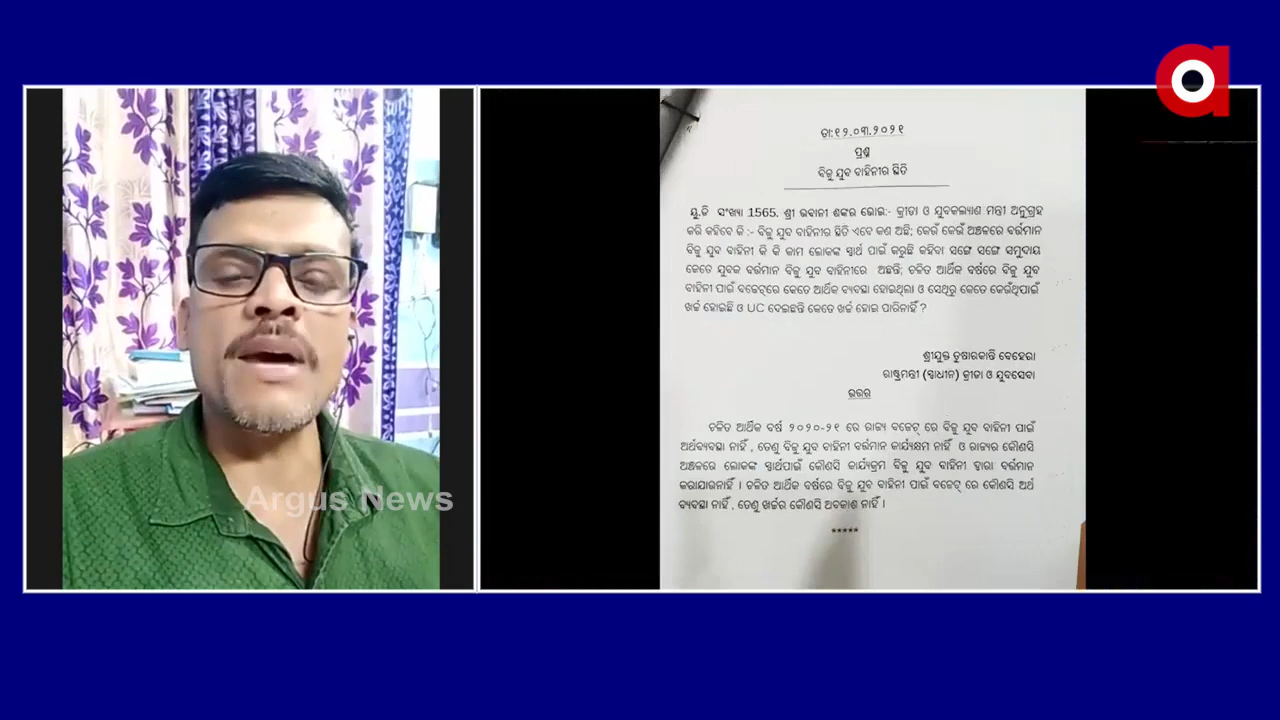 ତା:୧୨.୦୩.୨୦୨୧
ପ୍ରଶ୍ନ
ବିଜୁ ଯୁବ ବାହିନୀର ସ୍ଥିତି
ୟୁ.ଜି ସଂଖ୍ୟା 1565. ଶ୍ରୀ ଭବାନୀ ଶଙ୍କର ଭୋଇ:- କ୍ରୀଡା ଓ ଯୁବକଲ୍ୟାଣ ମନ୍ତ୍ରୀ ଅନୁଗ୍ରହ
କରି କହିବେ କି :- ବିଜୁ ଯୁବ ବାହିନୀର ସ୍ଥିତି ଏବେ କଣ ଅଛି; କେଉଁ କେଉଁ ଅଞ୍ଚଳରେ ବର୍ତ୍ତମାନ
ବିଜୁ ଯୁବ ବାହିନୀ କି କି କାମ ଲୋକଙ୍କ ସ୍ୱାର୍ଥ ପାଇଁ କରୁଛି କହିବା ସଙ୍ଗେ ସଙ୍ଗେ ସମୁଦାୟ
କେତେ ଯୁବକ ବର୍ତ୍ତମାନ ବିଜୁ ଯୁବ ବାହିନୀରେ ଅଛନ୍ତି; ଚଳିତ ଆର୍ଥିକ ବର୍ଷରେ ବିଜୁ ଯୁବ
ବାହିନୀ ପାଇଁ ବଜେଟ୍‌ରେ କେତେ ଆର୍ଥିକ ବ୍ୟବସ୍ଥା ହୋଇଥିଲା ଓ ସେଥିରୁ କେତେ କେଉଁଥିପାଇଁ
ଖର୍ଚ୍ଚ ହୋଇଛି ଓ UC ଦେଇଛନ୍ତି କେତେ ଖର୍ଚ୍ଚ ହୋଇ ପାରିନାହିଁ ?
ଶ୍ରୀଯୁକ୍ତ ତୁଷାରକାନ୍ତି ବେହେରା
ରାଷ୍ଟ୍ରମନ୍ତ୍ରୀ (ସ୍ୱାଧୀନ) କ୍ରୀଡା ଓ ଯୁବସେବା
ଉତ୍ତର
ଚଳିତ ଆର୍ଥିକ ବର୍ଷ ୨୦୨୦-୨୧ ରେ ରାଜ୍ୟ ବଜେଟ୍ ରେ ବିଜୁ ଯୁବ ବାହିନୀ ପାଇଁ
ଅର୍ଥବ୍ୟବସ୍ଥା ନାହିଁ , ତେଣୁ ବିଜୁ ଯୁବ ବାହିନୀ ବର୍ତ୍ତମାନ କାର୍ଯ୍ୟକ୍ଷମ ନାହିଁ ଓ ରାଜ୍ୟର କୌଣସି
ଅଞ୍ଚଳରେ ଲୋକଙ୍କ ସ୍ୱାର୍ଥପାଇଁ କୌଣସି କାର୍ଯ୍ୟକ୍ରମ ବିଜୁ ଯୁବ ବାହିନୀ ଦ୍ୱାରା ବର୍ତ୍ତମାନ
କରାଯାଉନାହିଁ । ଚଳିତ ଆର୍ଥିକ ବର୍ଷରେ ବିଜୁ ଯୁବ ବାହିନୀ ପାଇଁ ବଜେଟ୍ ରେ କୌଣସି ଅର୍ଥ
ବ୍ୟବସ୍ଥା ନାହିଁ , ତେଣୁ ଖର୍ଚ୍ଚର କୌଣସି ଅବକାଶ ନାହିଁ ।
*****
Argus News